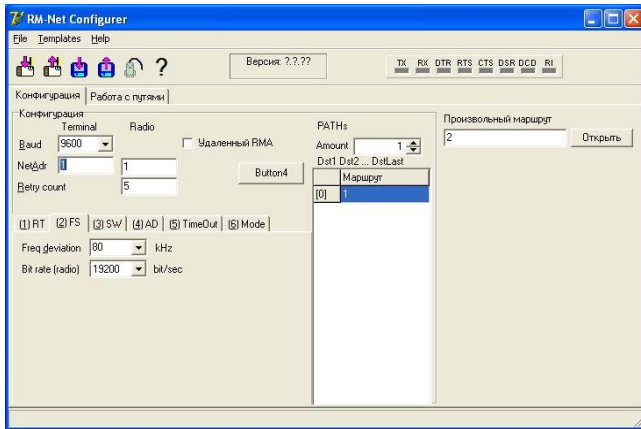 RM-Net Configurer
File Templates Help
Версия: ?.?.??
TX RX DTR RTS CTS DSR DCD RI
Конфигурация Работа с путями
Конфигурация
Terminal Radio
Baud 9600
Удаленный RMA
NetAdr 1 1
Button4
Retry count 5
(1) RT (2) FS (3) SW (4) AD (5) TimeOut (6) Mode
Freq deviation 80 kHz
Bit rate (radio) 19200 bit/sec
PATHs
Amount 1
Dst1 Dst2 ... DstLast
Маршрут
[0] 1
Произвольный маршрут
2 Открыть